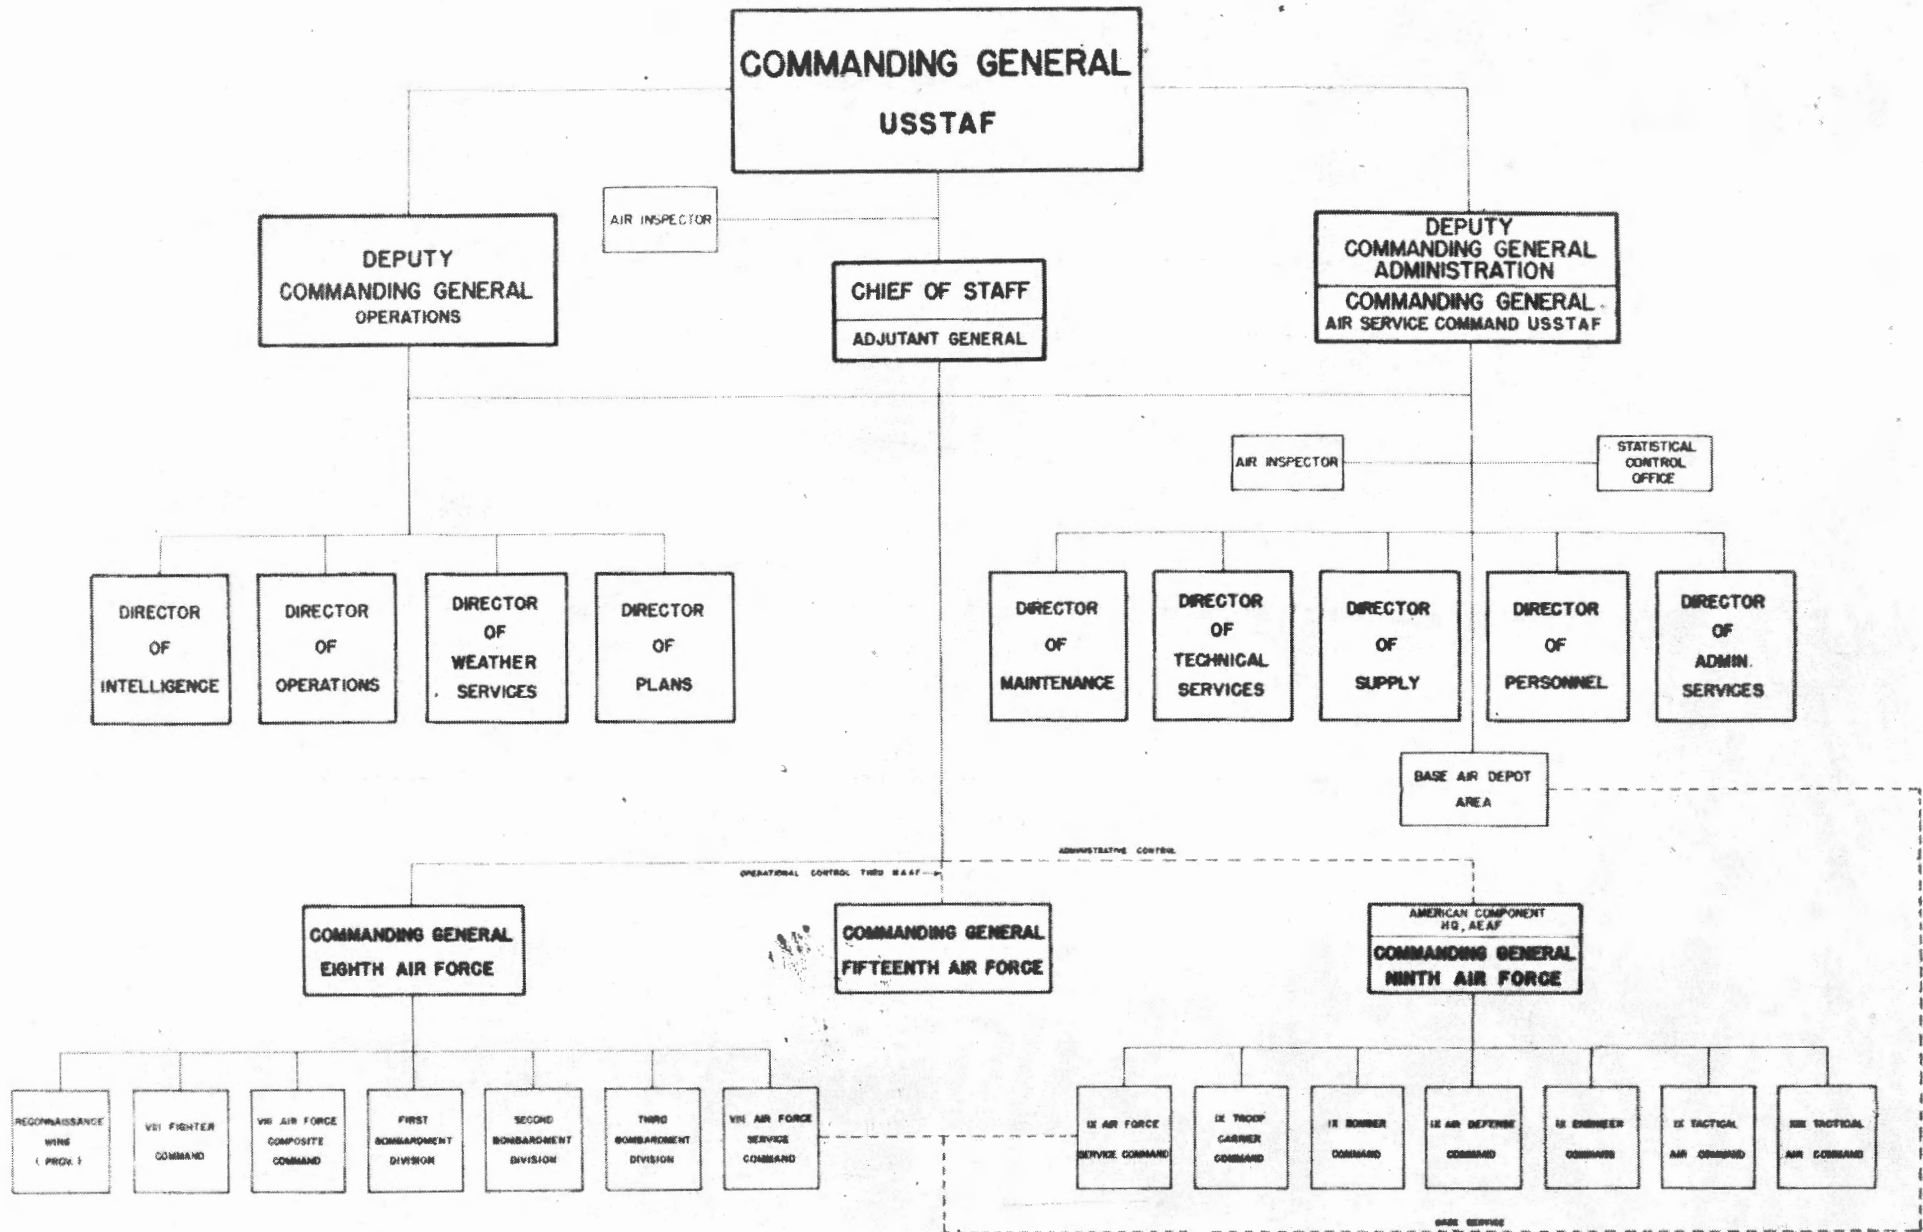 COMMANDING GENERAL
USSTAF
AIR INSPECTOR
DEPUTY
COMMANDING GENERAL
OPERATIONS
CHIEF OF STAFF
ADJUTANT GENERAL
DEPUTY
COMMANDING GENERAL
ADMINISTRATION
COMMANDING GENERAL
AIR SERVICE COMMAND USSTAF
AIR INSPECTOR
STATISTICAL
CONTROL
OFFICE
DIRECTOR
OF
INTELLIGENCE
DIRECTOR
OF
OPERATIONS
DIRECTOR
OF
WEATHER
SERVICES
DIRECTOR
OF
PLANS
DIRECTOR
OF
MAINTENANCE
DIRECTOR
OF
TECHNICAL
SERVICES
DIRECTOR
OF
SUPPLY
DIRECTOR
OF
PERSONNEL
DIRECTOR
OF
ADMIN.
SERVICES
BASE AIR DEPOT
AREA
ADMINISTRATIVE CONTROL
OPERATIONAL CONTROL THRU MAAF
COMMANDING GENERAL
EIGHTH AIR FORCE
COMMANDING GENERAL
FIFTEENTH AIR FORCE
AMERICAN COMPONENT
HQ, AEAF
COMMANDING GENERAL
NINTH AIR FORCE
RECONNAISSANCE
WING
( PROV. )
VIII FIGHTER
COMMAND
VIII AIR FORCE
COMPOSITE
COMMAND
FIRST
BOMBARDMENT
DIVISION
SECOND
BOMBARDMENT
DIVISION
THIRD
BOMBARDMENT
DIVISION
VIII AIR FORCE
SERVICE
COMMAND
IX AIR FORCE
SERVICE COMMAND
IX TROOP
CARRIER
COMMAND
IX BOMBER
COMMAND
IX AIR DEFENSE
COMMAND
IX ENGINEER
COMMAND
IX TACTICAL
AIR COMMAND
XIX TACTICAL
AIR COMMAND
BASE SERVICE